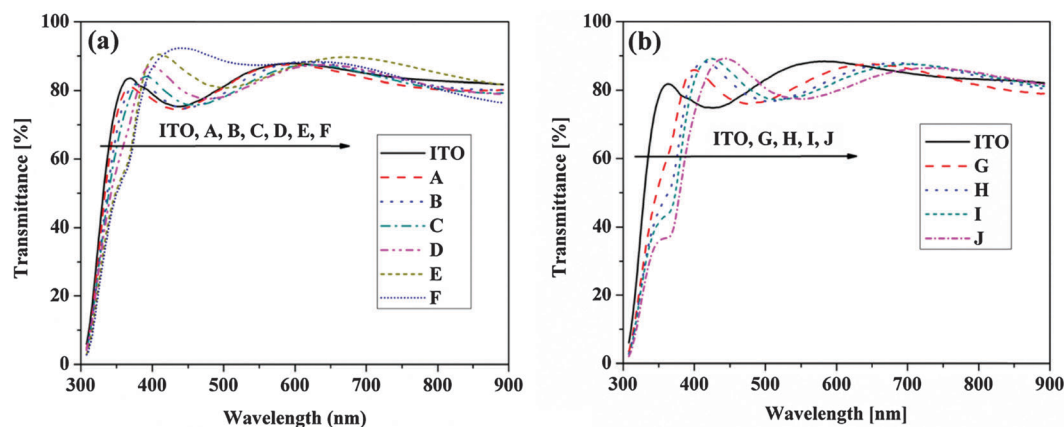 (a)
Transmittance [%]
100
80
60
40
20
0
ITO, A, B, C, D, E, F
ITO
A
B
C
D
E
F
300 400 500 600 700 800 900
Wavelength (nm)
(b)
Transmittance [%]
100
80
60
40
20
0
ITO, G, H, I, J
ITO
G
H
I
J
300 400 500 600 700 800 900
Wavelength [nm]